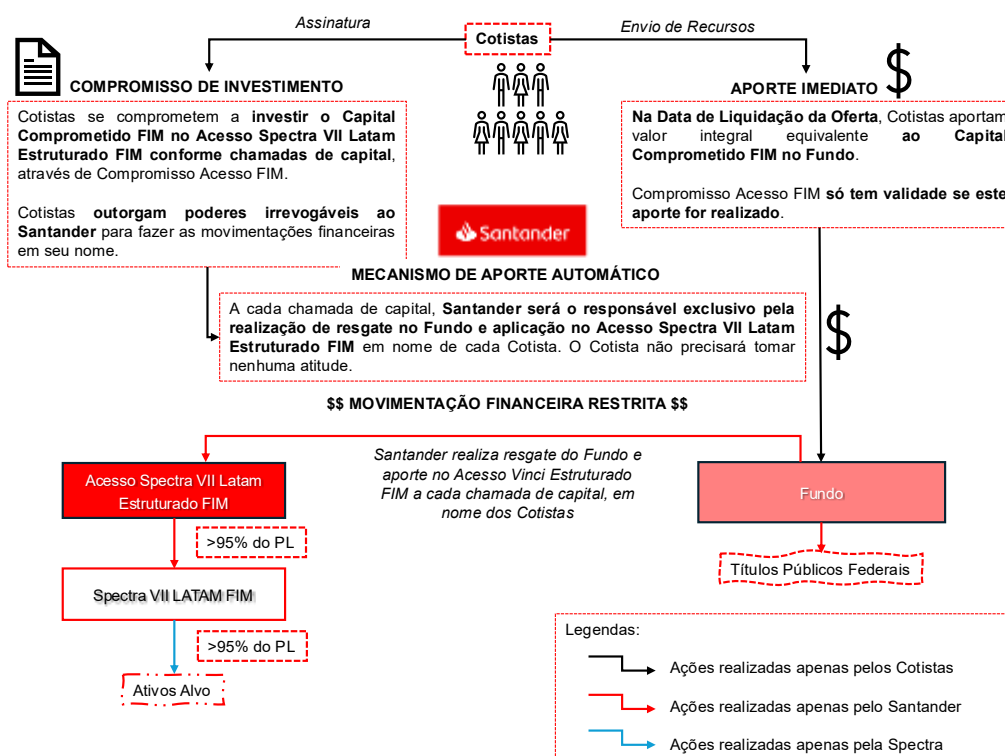 Assinatura
Cotistas
Envio de Recursos
COMPROMISSO DE INVESTIMENTO
Cotistas se comprometem a investir o Capital
Comprometido FIM no Acesso Spectra VII Latam
Estruturado FIM conforme chamadas de capital,
através de Compromisso Acesso FIM.
Cotistas outorgam poderes irrevogáveis ao
Santander para fazer as movimentações financeiras
em seu nome.
APORTE IMEDIATO
$
Na Data de Liquidação da Oferta, Cotistas aportam
valor integral equivalente ao Capital
Comprometido FIM no Fundo.
Compromisso Acesso FIM só tem validade se este
aporte for realizado.
Santander
MECANISMO DE APORTE AUTOMÁTICO
A cada chamada de capital, Santander será o responsável exclusivo pela
realização de resgate no Fundo e aplicação no Acesso Spectra VII Latam
Estruturado FIM em nome de cada Cotista. O Cotista não precisará tomar
nenhuma atitude.
$
$$ MOVIMENTAÇÃO FINANCEIRA RESTRITA $$
Santander realiza resgate do Fundo e
aporte no Acesso Vinci Estruturado
FIM a cada chamada de capital, em
nome dos Cotistas
Acesso Spectra VII Latam
Estruturado FIM
Fundo
>95% do PL
Títulos Públicos Federais
Spectra VII LATAM FIM
>95% do PL
Ativos Alvo
Legendas:
Ações realizadas apenas pelos Cotistas
Ações realizadas apenas pelo Santander
Ações realizadas apenas pela Spectra